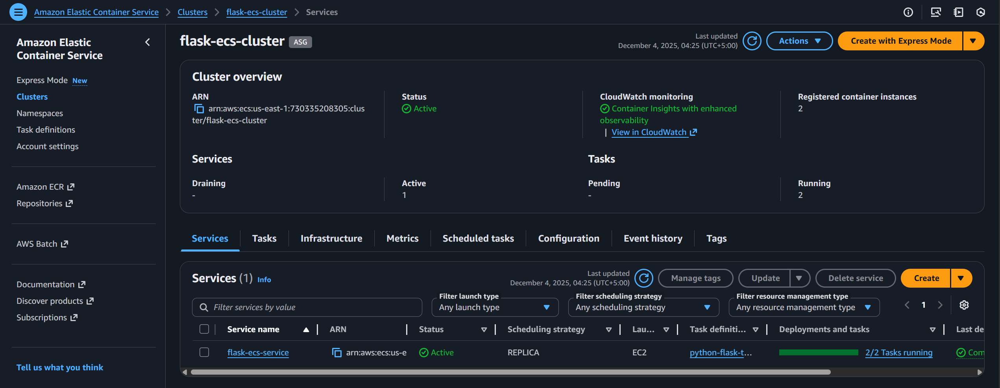 Amazon Elastic Container Service > Clusters > flask-ecs-cluster > Services
Amazon Elastic
Container Service
Express Mode New
Clusters
Namespaces
Task definitions
Account settings
Amazon ECR
Repositories
AWS Batch
Documentation
Discover products
Subscriptions
Tell us what you think
flask-ecs-cluster ASG
Last updated
December 4, 2025, 04:25 (UTC+5:00)
Actions
Create with Express Mode
Cluster overview
ARN
arn:aws:ecs:us-east-1:730335208305:clus
ter/flask-ecs-cluster
Status
Active
CloudWatch monitoring
Container Insights with enhanced
observability
| View in CloudWatch
Registered container instances
2
Services
Draining
-
Active
1
Tasks
Pending
-
Running
2
Services Tasks Infrastructure Metrics Scheduled tasks Configuration Event history Tags
Services (1) Info
Last updated
December 4, 2025, 04:25 (UTC+5:00)
Manage tags
Update
Delete service
Create
Filter services by value
Filter launch type
Any launch type
Filter scheduling strategy
Any scheduling strategy
Filter resource management type
Any resource management type
1
Service name ARN Status Scheduling strategy Lau... Task definiti... Deployments and tasks Last de
flask-ecs-service arn:aws:ecs:us-e Active REPLICA EC2 python-flask-t... 2/2 Tasks running Com